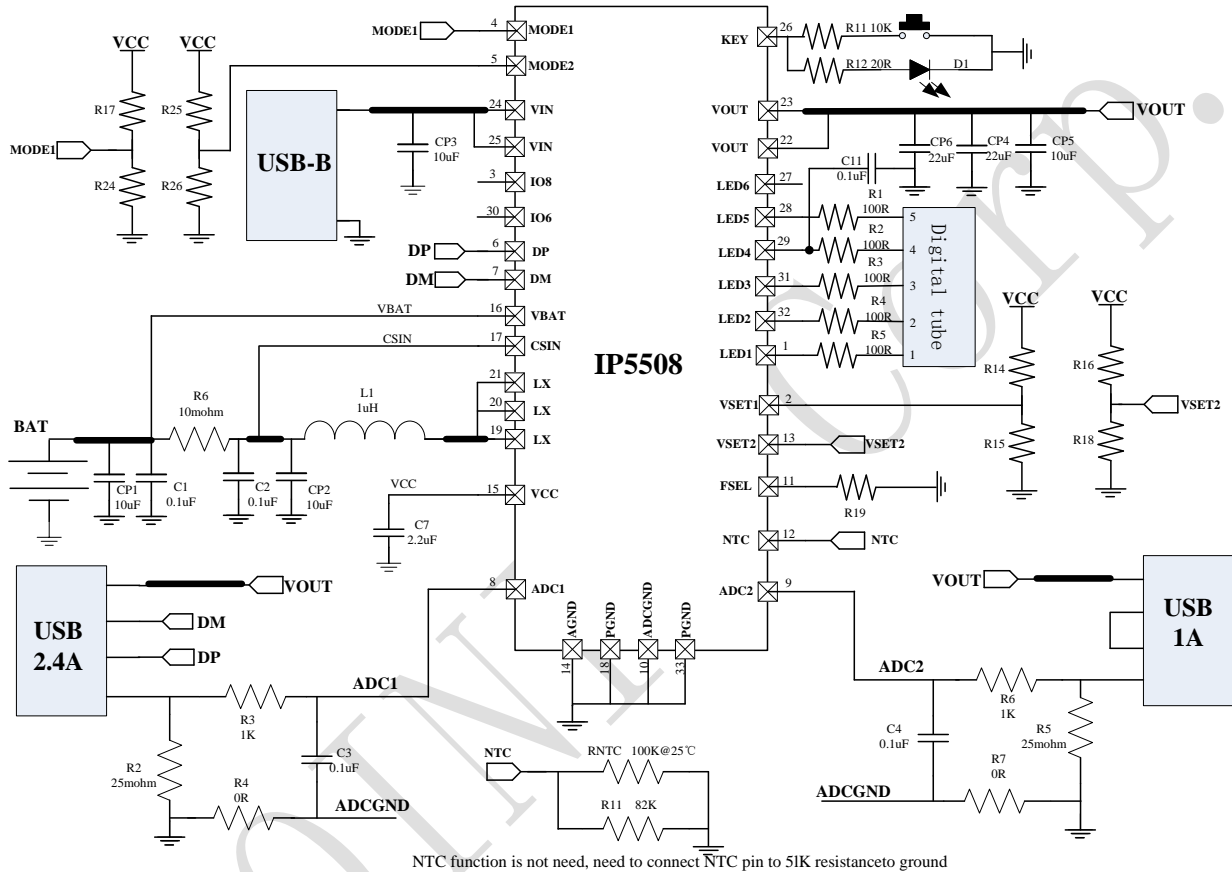 MODE1 4 MODE1
VCC VCC
5 MODE2
R17 R25
MODE1
R24 R26
USB-B
24 VIN
CP3
10uF
25 VIN
3 IO8
30 IO6
DP 6 DP
DM 7 DM
VBAT 16 VBAT
CSIN 17 CSIN
21 LX
20 LX
19 LX
R6
10mohm
L1
1uH
BAT
CP1
10uF
C1
0.1uF
C2
0.1uF
CP2
10uF
VCC 15 VCC
C7
2.2uF
IP5508
KEY 26
R11 10K
R12 20R D1
VOUT 23 VOUT
VOUT 22
CP6
22uF
CP4
22uF
CP5
10uF
C11
0.1uF
LED6 27
LED5 28 R1 100R 5
LED4 29 R2 100R 4
LED3 31 R3 100R 3
LED2 32 R4 100R 2
LED1 1 R5 100R 1
Digital tube
VCC VCC
R14 R16
VSET1 2
VSET2
R15 R18
VSET2 13 VSET2
FSEL 11
R19
NTC 12 NTC
8 ADC1
ADC2 9
AGND PGND ADCGND PGND
14 18 10 33
USB
2.4A
VOUT
DM
DP
ADC1
R3
1K
R2
25mohm
C3
0.1uF
R4
0R
ADCGND
NTC
RNTC 100K@25℃
R11 82K
VOUT
USB
1A
ADC2
R6
1K
C4
0.1uF
R5
25mohm
R7
0R
ADCGND
NTC function is not need, need to connect NTC pin to 51K resistanceto ground
Corp.